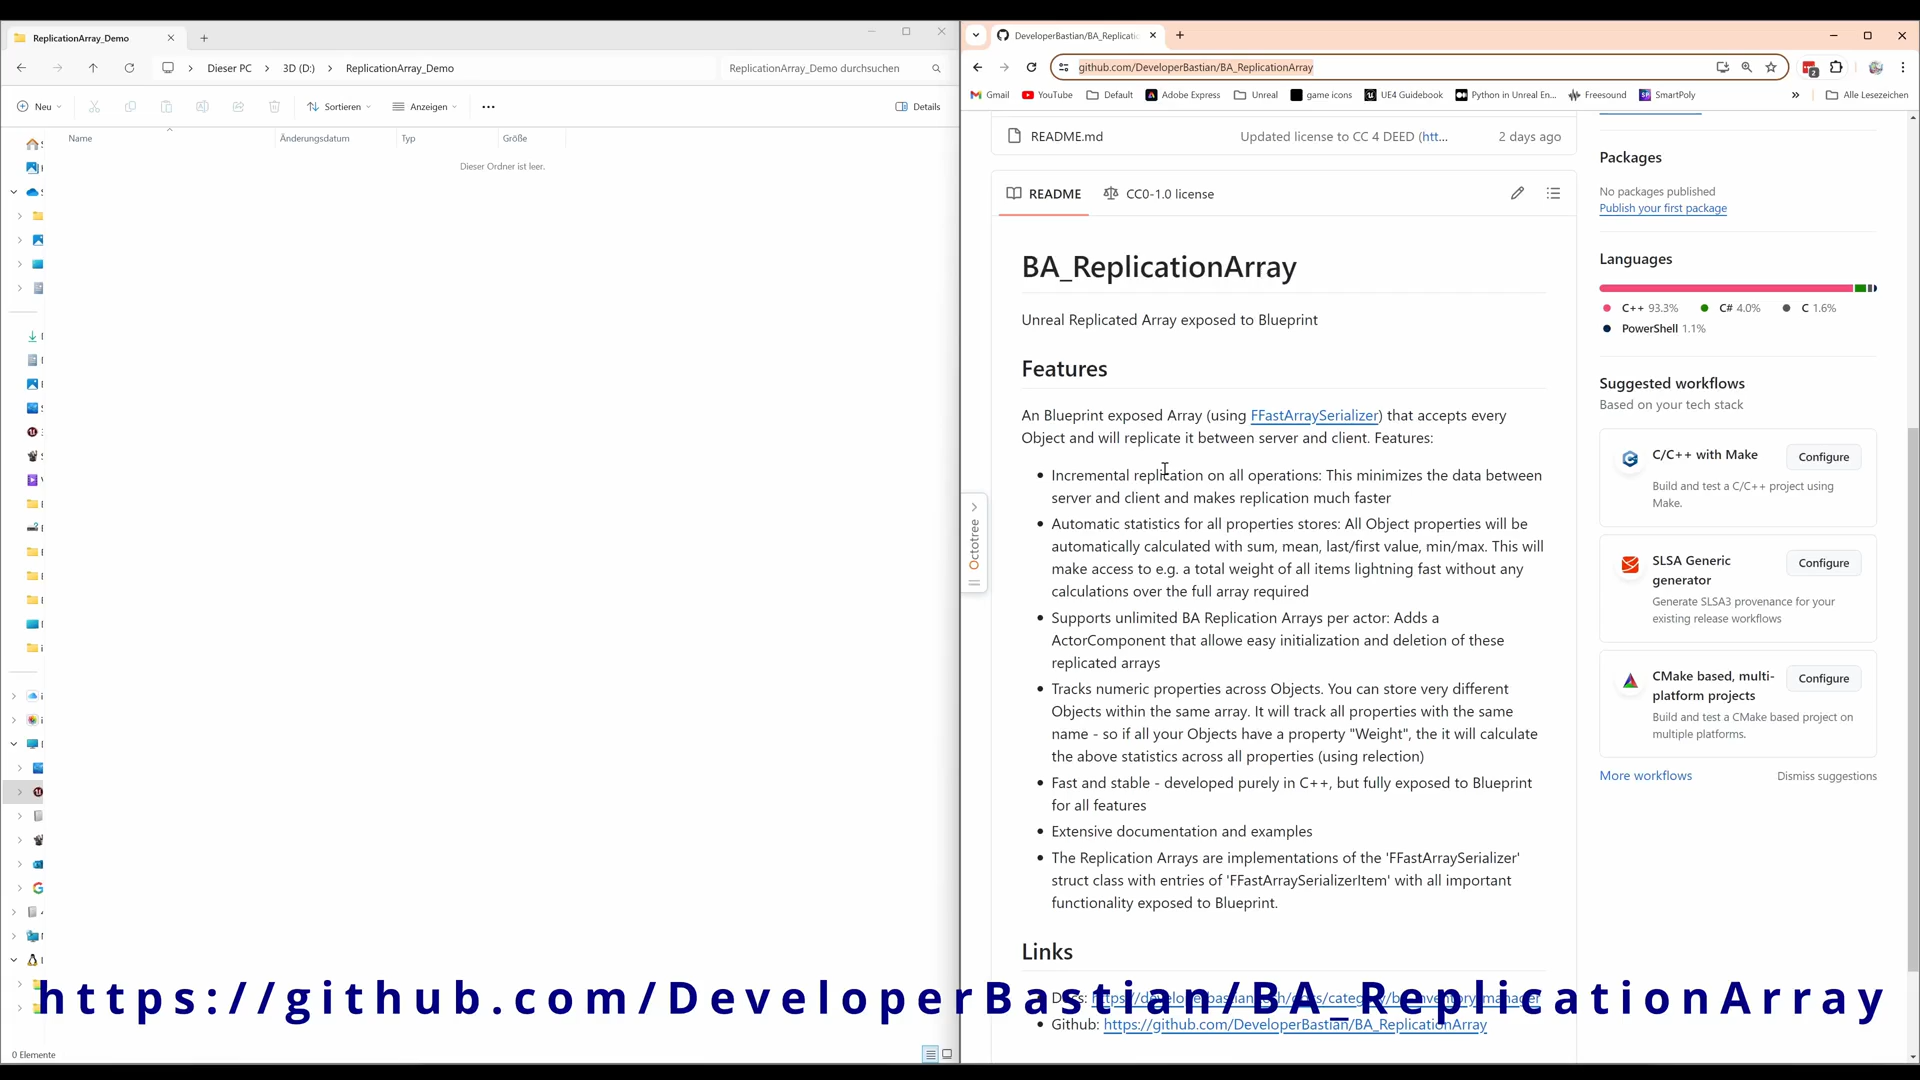 ReplicationArray_Demo
Dieser PC
3D (D:)
ReplicationArray_Demo
ReplicationArray_Demo durchsuchen
Neu
Sortieren
Anzeigen
Details
Name
Änderungsdatum
Typ
Größe
Dieser Ordner ist leer.
0 Elemente
DeveloperBastian/BA_Replicati
github.com/DeveloperBastian/BA_ReplicationArray
2
Gmail
YouTube
Default
Adobe Express
Unreal
game icons
UE4 Guidebook
Python in Unreal En...
Freesound
SmartPoly
Alle Lesezeichen
README.md
Updated license to CC 4 DEED (htt...
2 days ago
README
CC0-1.0 license
BA_ReplicationArray
Unreal Replicated Array exposed to Blueprint
Features
An Blueprint exposed Array (using FFastArraySerializer) that accepts every
Object and will replicate it between server and client. Features:
Incremental replication on all operations: This minimizes the data between
server and client and makes replication much faster
Automatic statistics for all properties stores: All Object properties will be
automatically calculated with sum, mean, last/first value, min/max. This will
make access to e.g. a total weight of all items lightning fast without any
calculations over the full array required
Supports unlimited BA Replication Arrays per actor: Adds a
ActorComponent that allowe easy initialization and deletion of these
replicated arrays
Tracks numeric properties across Objects. You can store very different
Objects within the same array. It will track all properties with the same
name - so if all your Objects have a property "Weight", the it will calculate
the above statistics across all properties (using relection)
Fast and stable - developed purely in C++, but fully exposed to Blueprint
for all features
Extensive documentation and examples
The Replication Arrays are implementations of the 'FFastArraySerializer'
struct class with entries of 'FFastArraySerializerItem' with all important
functionality exposed to Blueprint.
Links
Docs: https://developerbastian.tech/docs/category/ba-inventory-manager
Github: https://github.com/DeveloperBastian/BA_ReplicationArray
Octotree
Packages
No packages published
Publish your first package
Languages
C++ 93.3%
C# 4.0%
C 1.6%
PowerShell 1.1%
Suggested workflows
Based on your tech stack
C/C++ with Make
Configure
Build and test a C/C++ project using
Make.
SLSA Generic
generator
Configure
Generate SLSA3 provenance for your
existing release workflows
CMake based, multi-
platform projects
Configure
Build and test a CMake based project on
multiple platforms.
More workflows
Dismiss suggestions
https://github.com/DeveloperBastian/BA_ReplicationArray